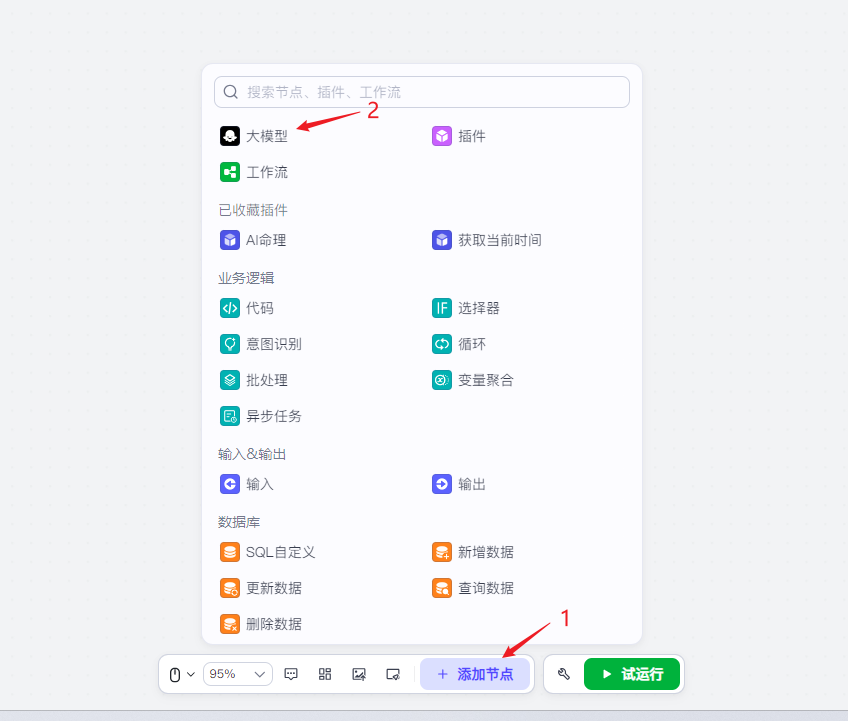 搜索节点、插件、工作流
2
大模型
插件
工作流
已收藏插件
AI命理
获取当前时间
业务逻辑
代码
IF
选择器
意图识别
循环
批处理
变量聚合
异步任务
输入&输出
输入
输出
数据库
SQL自定义
新增数据
更新数据
查询数据
删除数据
1
95%
添加节点
试运行